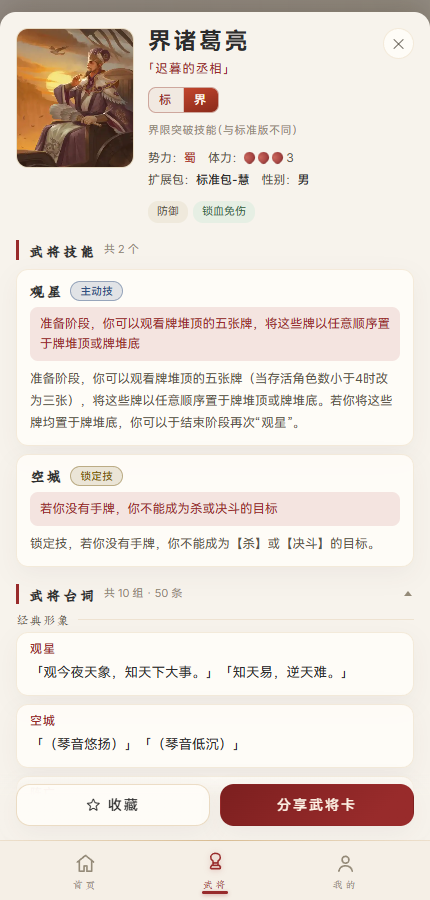 界诸葛亮
「迟暮的丞相」
标 界
界限突破技能(与标准版不同)
势力: 蜀 体力: 3
扩展包: 标准包-慧 性别: 男
防御 锁血免伤
武将技能 共 2 个
观星 主动技
准备阶段，你可以观看牌堆顶的五张牌，将这些牌以任意顺序置
于牌堆顶或牌堆底
准备阶段，你可以观看牌堆顶的五张牌（当存活角色数小于4时改
为三张），将这些牌以任意顺序置于牌堆顶或牌堆底。若你将这些
牌均置于牌堆底，你可以于结束阶段再次“观星”。
空城 锁定技
若你没有手牌，你不能成为杀或决斗的目标
锁定技，若你没有手牌，你不能成为【杀】或【决斗】的目标。
武将台词 共 10 组 · 50 条
经典形象
观星
「观今夜天象，知天下大事。」「知天易，逆天难。」
空城
「（琴音悠扬）」「（琴音低沉）」
收藏 分享武将卡
首页 武将 我的